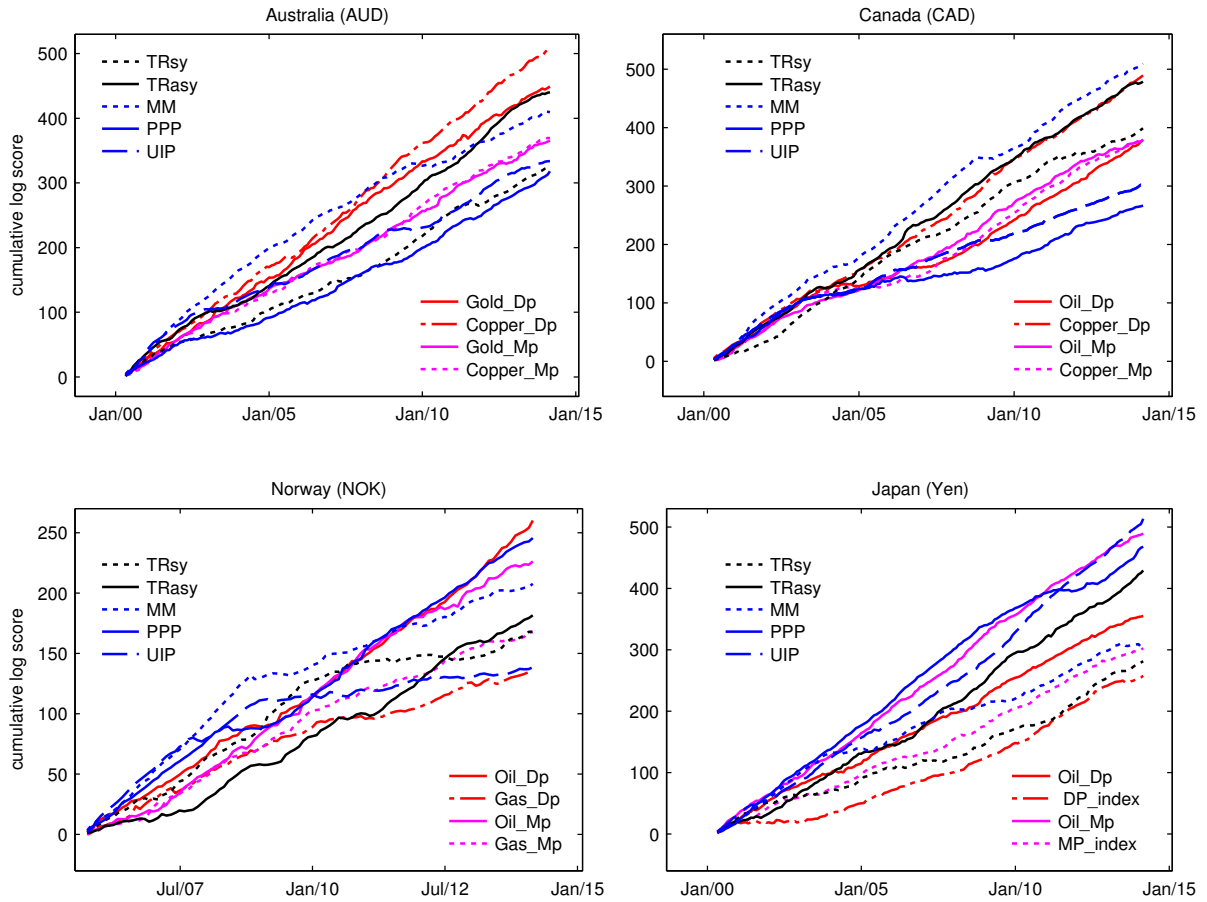 Australia (AUD)
cumulative log score
500
400
300
200
100
0
TRsy
TRasy
MM
PPP
UIP
Gold_Dp
Copper_Dp
Gold_Mp
Copper_Mp
Jan/00
Jan/05
Jan/10
Jan/15
Canada (CAD)
500
400
300
200
100
0
TRsy
TRasy
MM
PPP
UIP
Oil_Dp
Copper_Dp
Oil_Mp
Copper_Mp
Jan/00
Jan/05
Jan/10
Jan/15
Norway (NOK)
cumulative log score
250
200
150
100
50
0
TRsy
TRasy
MM
PPP
UIP
Oil_Dp
Gas_Dp
Oil_Mp
Gas_Mp
Jul/07
Jan/10
Jul/12
Jan/15
Japan (Yen)
500
400
300
200
100
0
TRsy
TRasy
MM
PPP
UIP
Oil_Dp
DP_index
Oil_Mp
MP_index
Jan/00
Jan/05
Jan/10
Jan/15